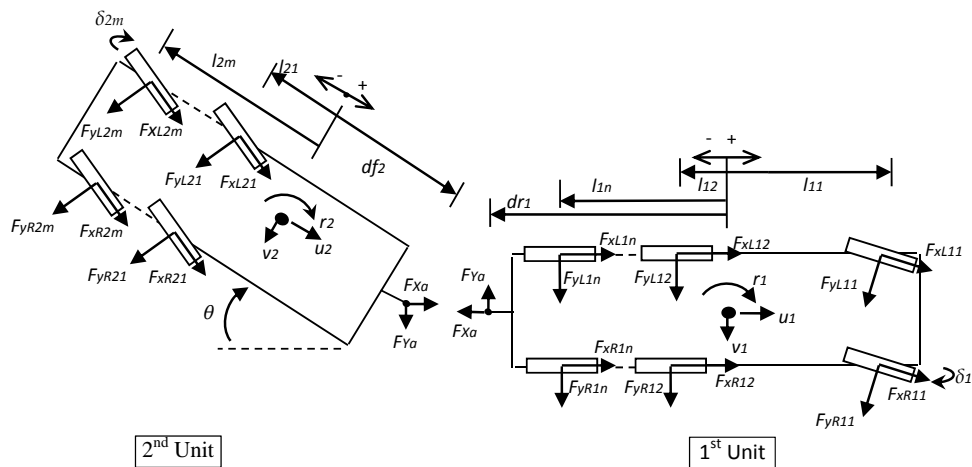 δ2m
l2m
l21
- +
df2
FyL2m
FxL2m
FyL21
FxL21
FyR2m
FxR2m
FyR21
FxR21
r2
u2
v2
θ
FXa
FYa
2nd Unit
- +
l12
l11
l1n
dr1
FxL1n
FyL1n
FxL12
FyL12
FxL11
FyL11
FYa
FXa
r1
u1
v1
FxR1n
FyR1n
FyR12
FxR12
FxR11
FyR11
δ1
1st Unit